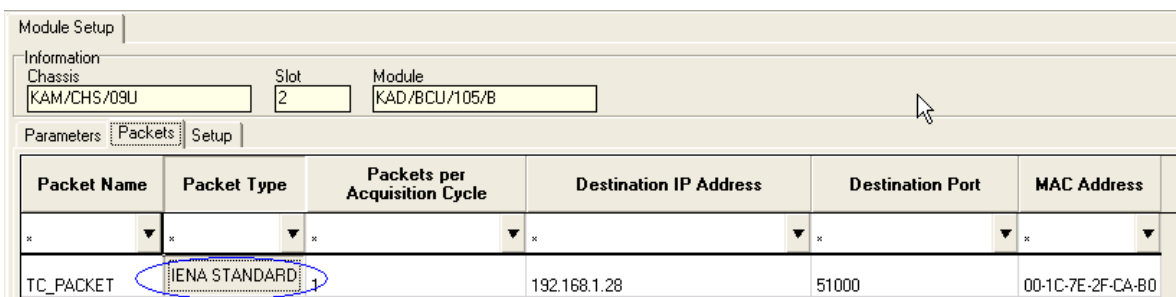 Module Setup
Information
Chassis Slot Module
KAM/CHS/09U 2 KAD/BCU/105/B
Parameters Packets Setup
Packet Name Packet Type Packets per Acquisition Cycle Destination IP Address Destination Port MAC Address
* * * * * *
TC_PACKET IENA STANDARD 1 192.168.1.28 51000 00-1C-7E-2F-CA-B0